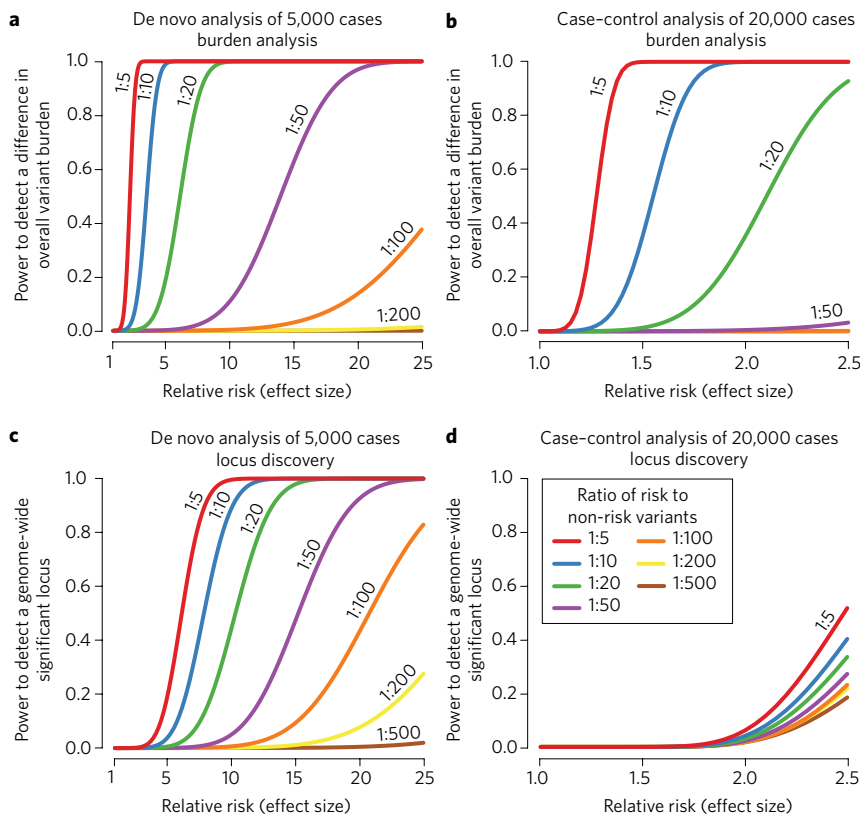 a
De novo analysis of 5,000 cases
burden analysis
Power to detect a difference in
overall variant burden
1.0
0.8
0.6
0.4
0.2
0.0
1:5
1:10
1:20
1:50
1:100
1:200
1
5
10
15
20
25
Relative risk (effect size)
b
Case–control analysis of 20,000 cases
burden analysis
Power to detect a difference in
overall variant burden
1.0
0.8
0.6
0.4
0.2
0.0
1:5
1:10
1:20
1:50
1.0
1.5
2.0
2.5
Relative risk (effect size)
c
De novo analysis of 5,000 cases
locus discovery
Power to detect a genome-wide
significant locus
1.0
0.8
0.6
0.4
0.2
0.0
1:5
1:10
1:20
1:50
1:100
1:200
1:500
1
5
10
15
20
25
Relative risk (effect size)
d
Case–control analysis of 20,000 cases
locus discovery
Power to detect a genome-wide
significant locus
1.0
0.8
0.6
0.4
0.2
0.0
Ratio of risk to
non-risk variants
1:5
1:100
1:10
1:200
1:20
1:500
1:50
1:5
1.0
1.5
2.0
2.5
Relative risk (effect size)